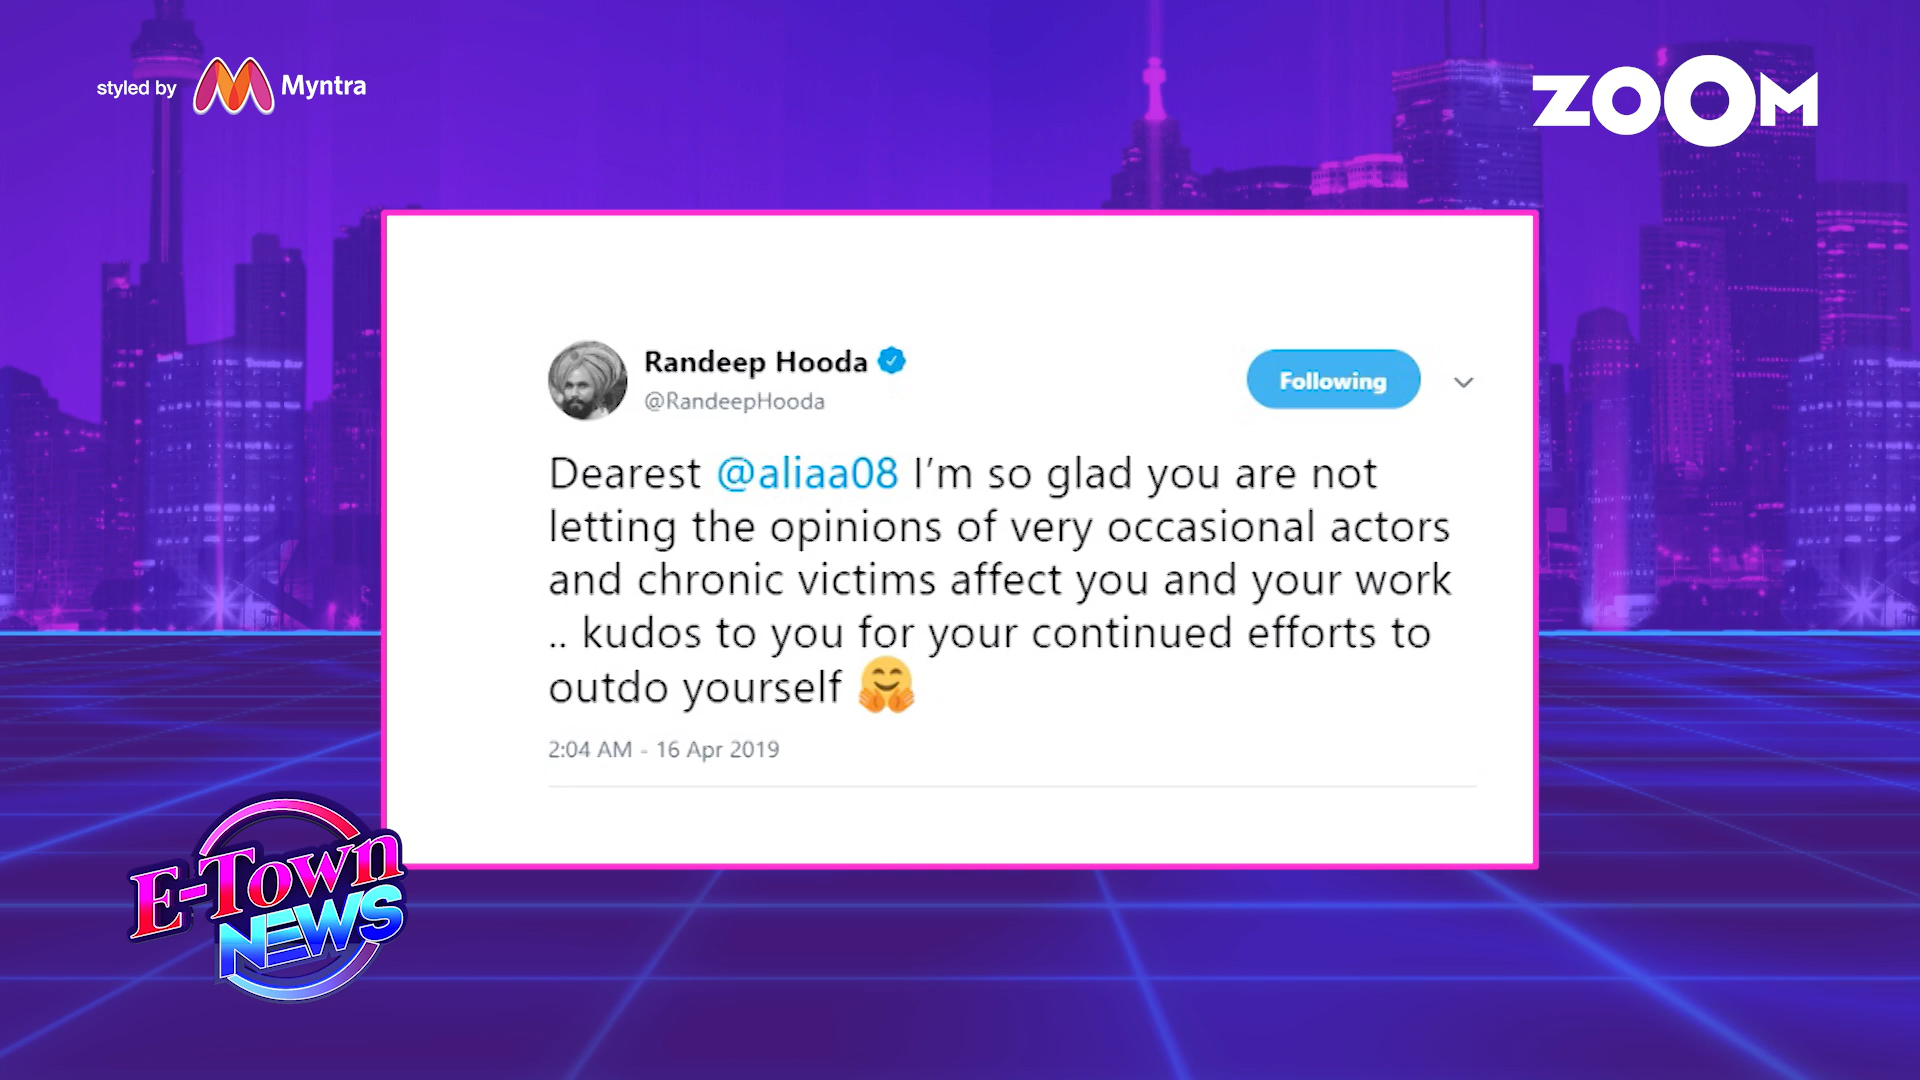 styled by Myntra
ZOOM
Randeep Hooda
@RandeepHooda
Following
Dearest @aliaa08 I’m so glad you are not
letting the opinions of very occasional actors
and chronic victims affect you and your work
.. kudos to you for your continued efforts to
outdo yourself 🤗
2:04 AM - 16 Apr 2019
E-Town
NEWS